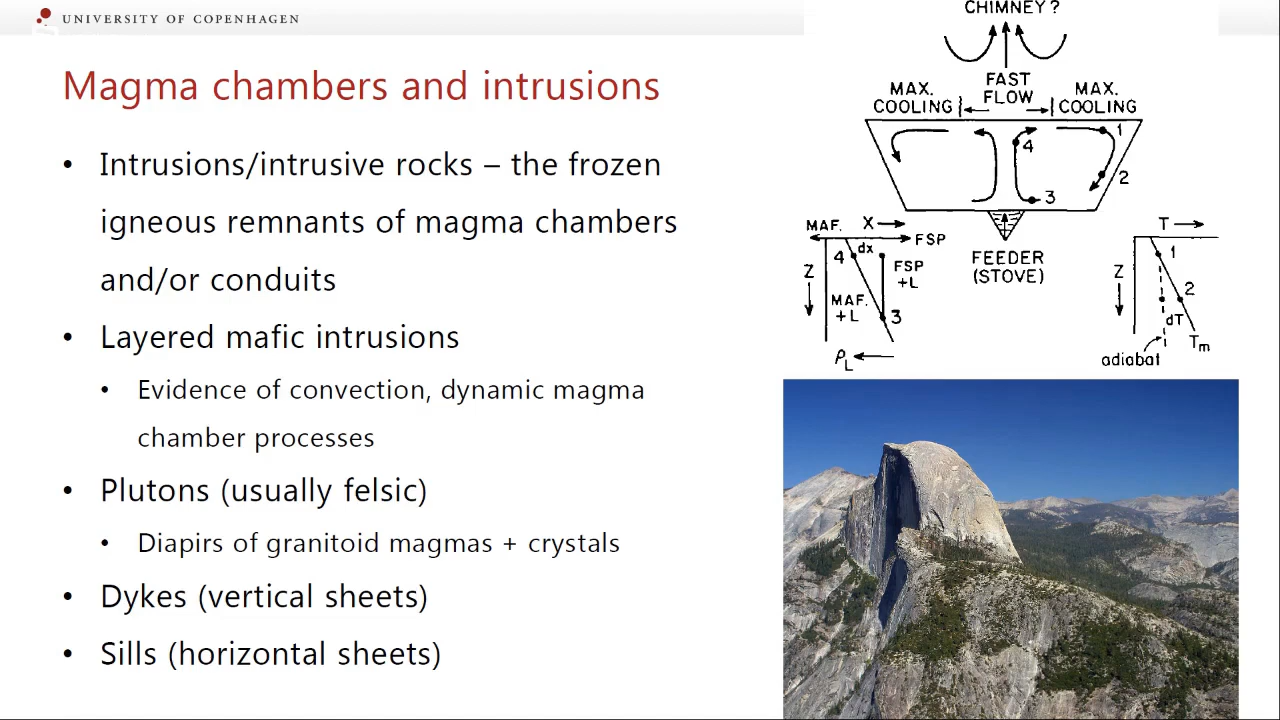 UNIVERSITY OF COPENHAGEN
Magma chambers and intrusions
• Intrusions/intrusive rocks – the frozen
igneous remnants of magma chambers
and/or conduits
• Layered mafic intrusions
• Evidence of convection, dynamic magma
chamber processes
• Plutons (usually felsic)
• Diapirs of granitoid magmas + crystals
• Dykes (vertical sheets)
• Sills (horizontal sheets)
CHIMNEY?
MAX.
COOLING
FAST
FLOW
MAX.
COOLING
1
4
2
3
FEEDER
(STOVE)
MAF. X
FSP
dx
4
FSP
+L
Z
MAF.
+L
3
ρL
T
1
Z
2
dT
Tm
adiabat